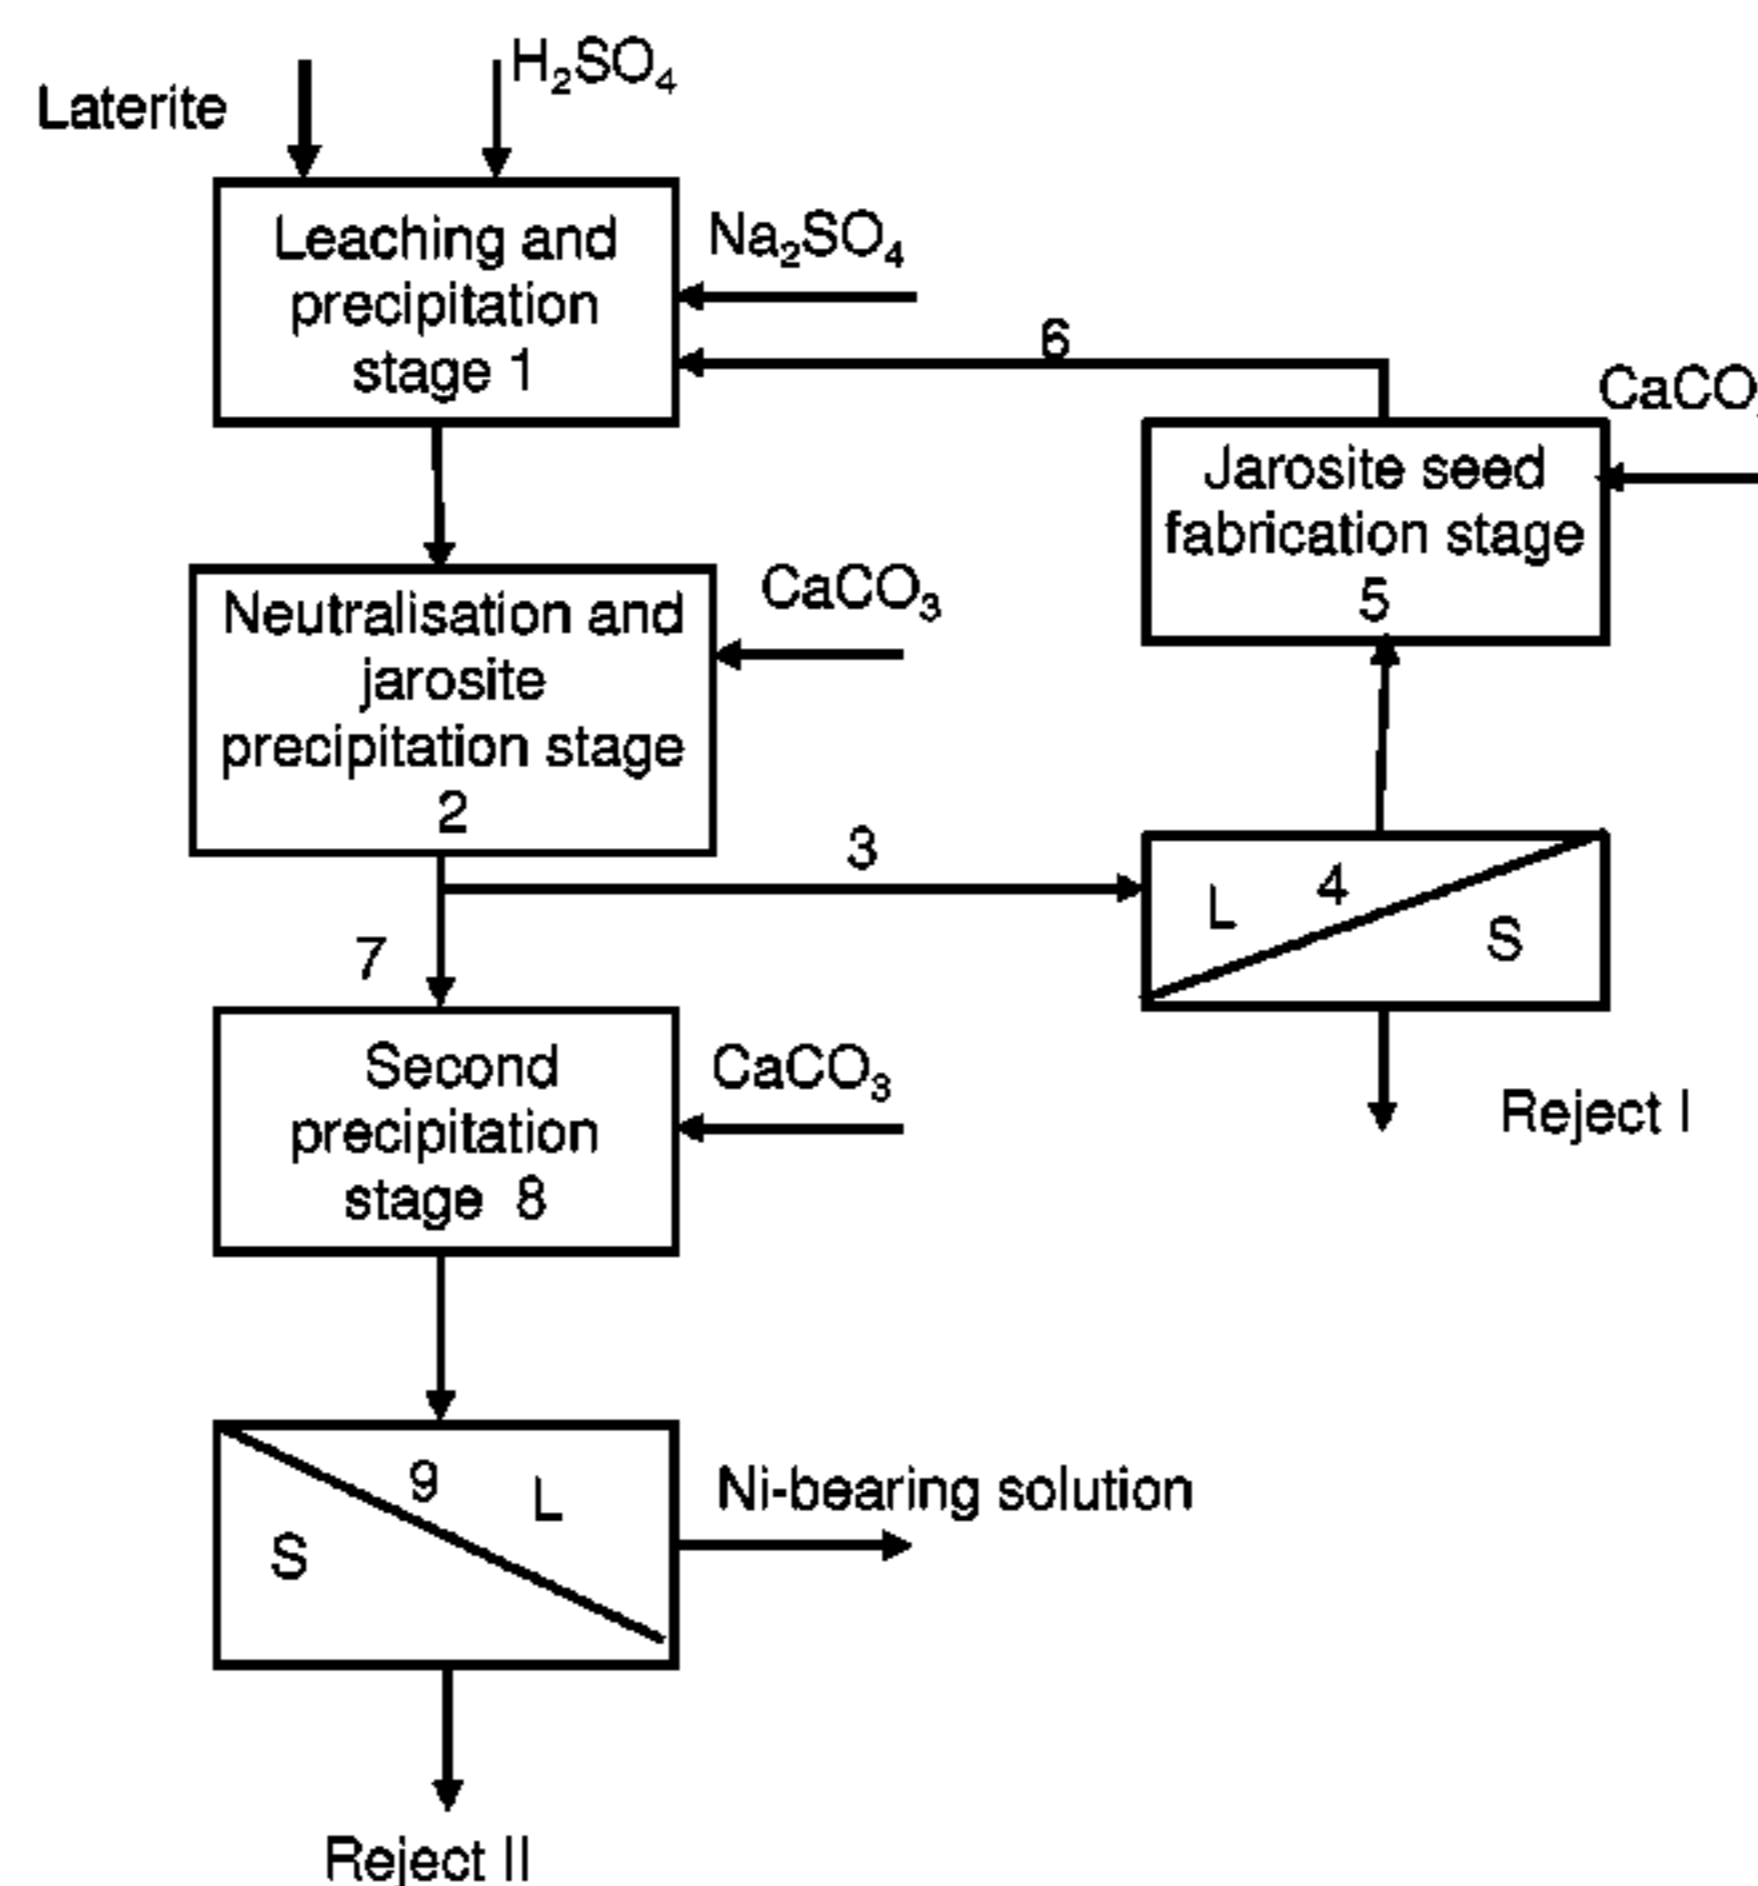 Laterite
H₂SO₄
Leaching and
precipitation
stage 1
Na₂SO₄
6
CaCO
Jarosite seed
fabrication stage
5
Neutralisation and
jarosite
precipitation stage
2
CaCO₃
3
L 4 S
7
Second
precipitation
stage 8
CaCO₃
Reject I
9 L
S
Ni-bearing solution
Reject II